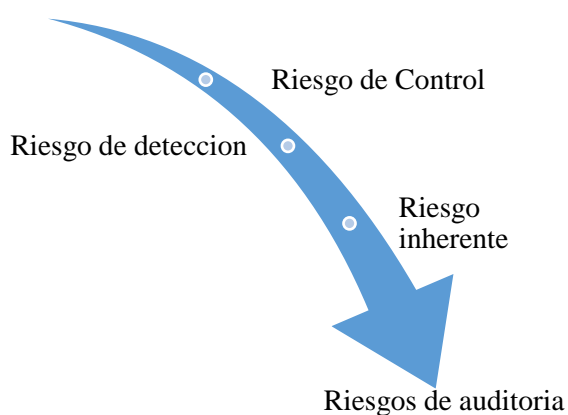 Riesgo de Control
Riesgo de deteccion
Riesgo
inherente
Riesgos de auditoria